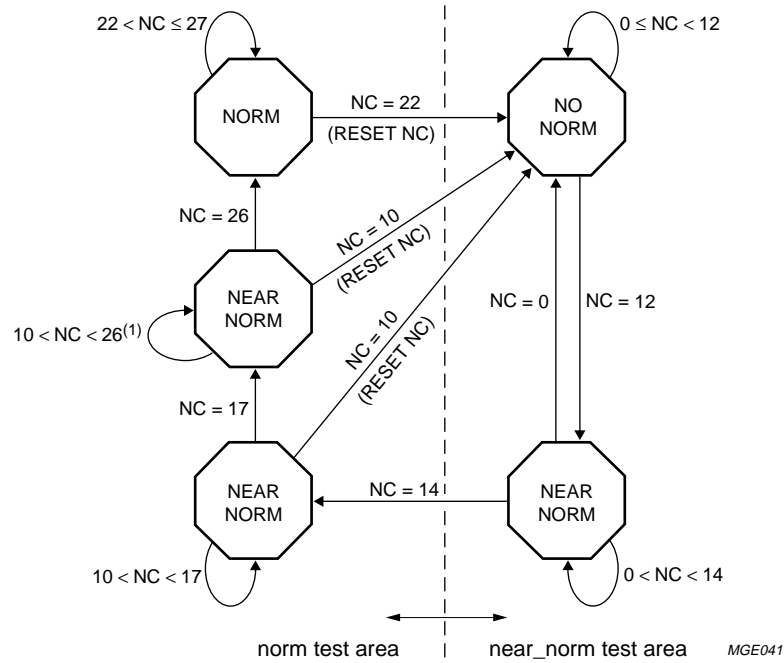 22 < NC ≤ 27
0 ≤ NC < 12
NORM
NC = 22
(RESET NC)
NO
NORM
NC = 26
NC = 10
(RESET NC)
NEAR
NORM
10 < NC < 26(1)
NC = 10
(RESET NC)
NC = 0
NC = 12
NC = 17
NEAR
NORM
NC = 14
NEAR
NORM
10 < NC < 17
0 < NC < 14
norm test area
near_norm test area
MGE041